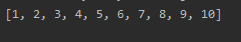 [1, 2, 3, 4, 5, 6, 7, 8, 9, 10]